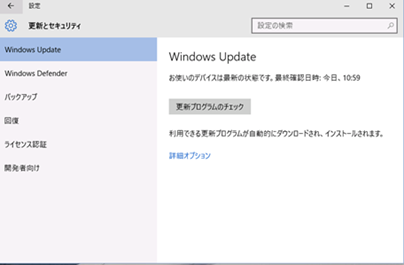 設定
更新とセキュリティ
設定の検索
Windows Update
Windows Defender
バックアップ
回復
ライセンス認証
開発者向け
Windows Update
お使いのデバイスは最新の状態です。最終確認日時: 今日、10:59
更新プログラムのチェック
利用できる更新プログラムが自動的にダウンロードされ、インストールされます。
詳細オプション